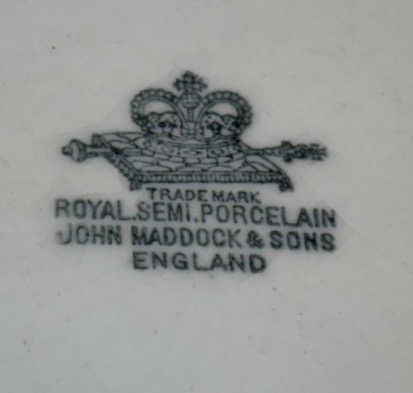 TRADE MARK
ROYAL.SEMI.PORCELAIN
JOHN MADDOCK & SONS
ENGLAND